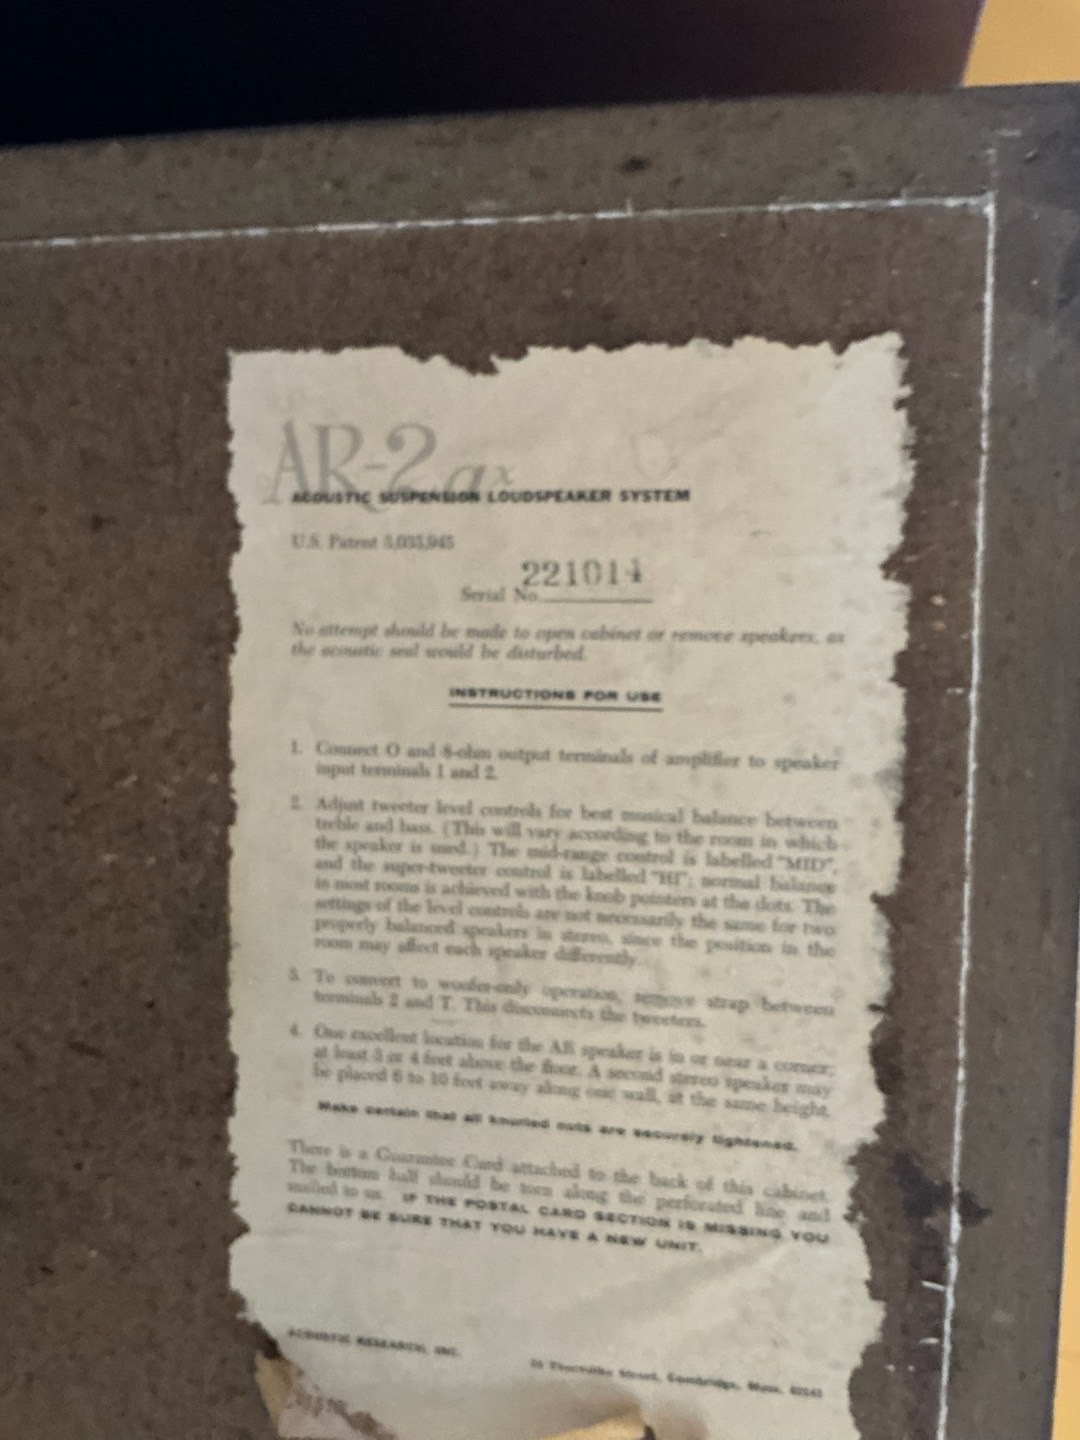 AR-2ax
ACOUSTIC SUSPENSION LOUDSPEAKER SYSTEM
U.S. Patent 3,033,945
221014
Serial No.
No attempt should be made to open cabinet or remove speakers, as
the acoustic seal would be disturbed.
INSTRUCTIONS FOR USE
1. Connect O and 8-ohm output terminals of amplifier to speaker
input terminals 1 and 2.
2. Adjust tweeter level controls for best musical balance between
treble and bass. (This will vary according to the room in which
the speaker is used.) The mid-range control is labelled "MID",
and the super-tweeter control is labelled "HI"; normal balance
in most rooms is achieved with the knob pointers at the dots. The
settings of the level controls are not necessarily the same for two
properly balanced speakers in stereo, since the position in the
room may affect each speaker differently.
3. To convert to woofer-only operation, remove strap between
terminals 2 and T. This disconnects the tweeters.
4. One excellent location for the AR speaker is in or near a corner,
at least 3 or 4 feet above the floor. A second stereo speaker may
be placed 6 to 10 feet away along one wall, at the same height.
Make certain that all knurled nuts are securely tightened.
There is a Guarantee Card attached to the back of this cabinet.
The bottom half should be torn along the perforated line and
mailed to us. IF THE POSTAL CARD SECTION IS MISSING YOU
CANNOT BE SURE THAT YOU HAVE A NEW UNIT.
ACOUSTIC RESEARCH, INC.
24 Thorndike Street, Cambridge, Mass. 02141